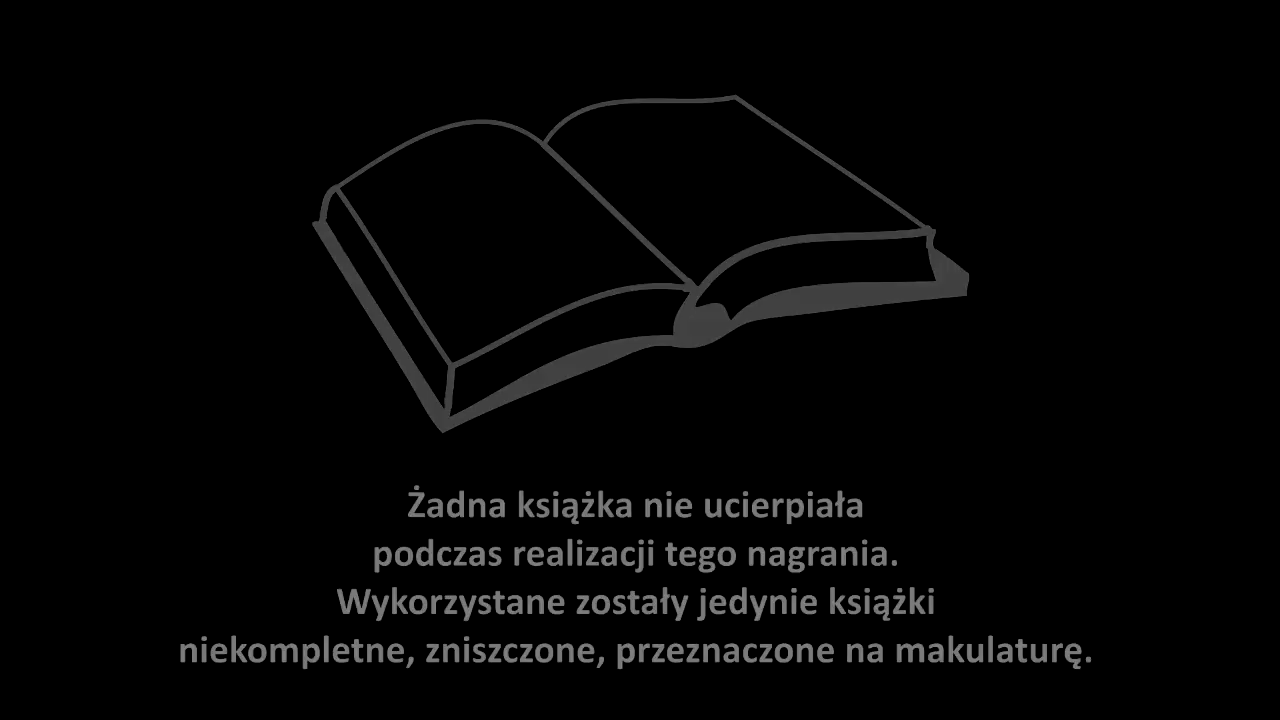 Żadna książka nie ucierpiała
podczas realizacji tego nagrania.
Wykorzystane zostały jedynie książki
niekompletne, zniszczone, przeznaczone na makulaturę.